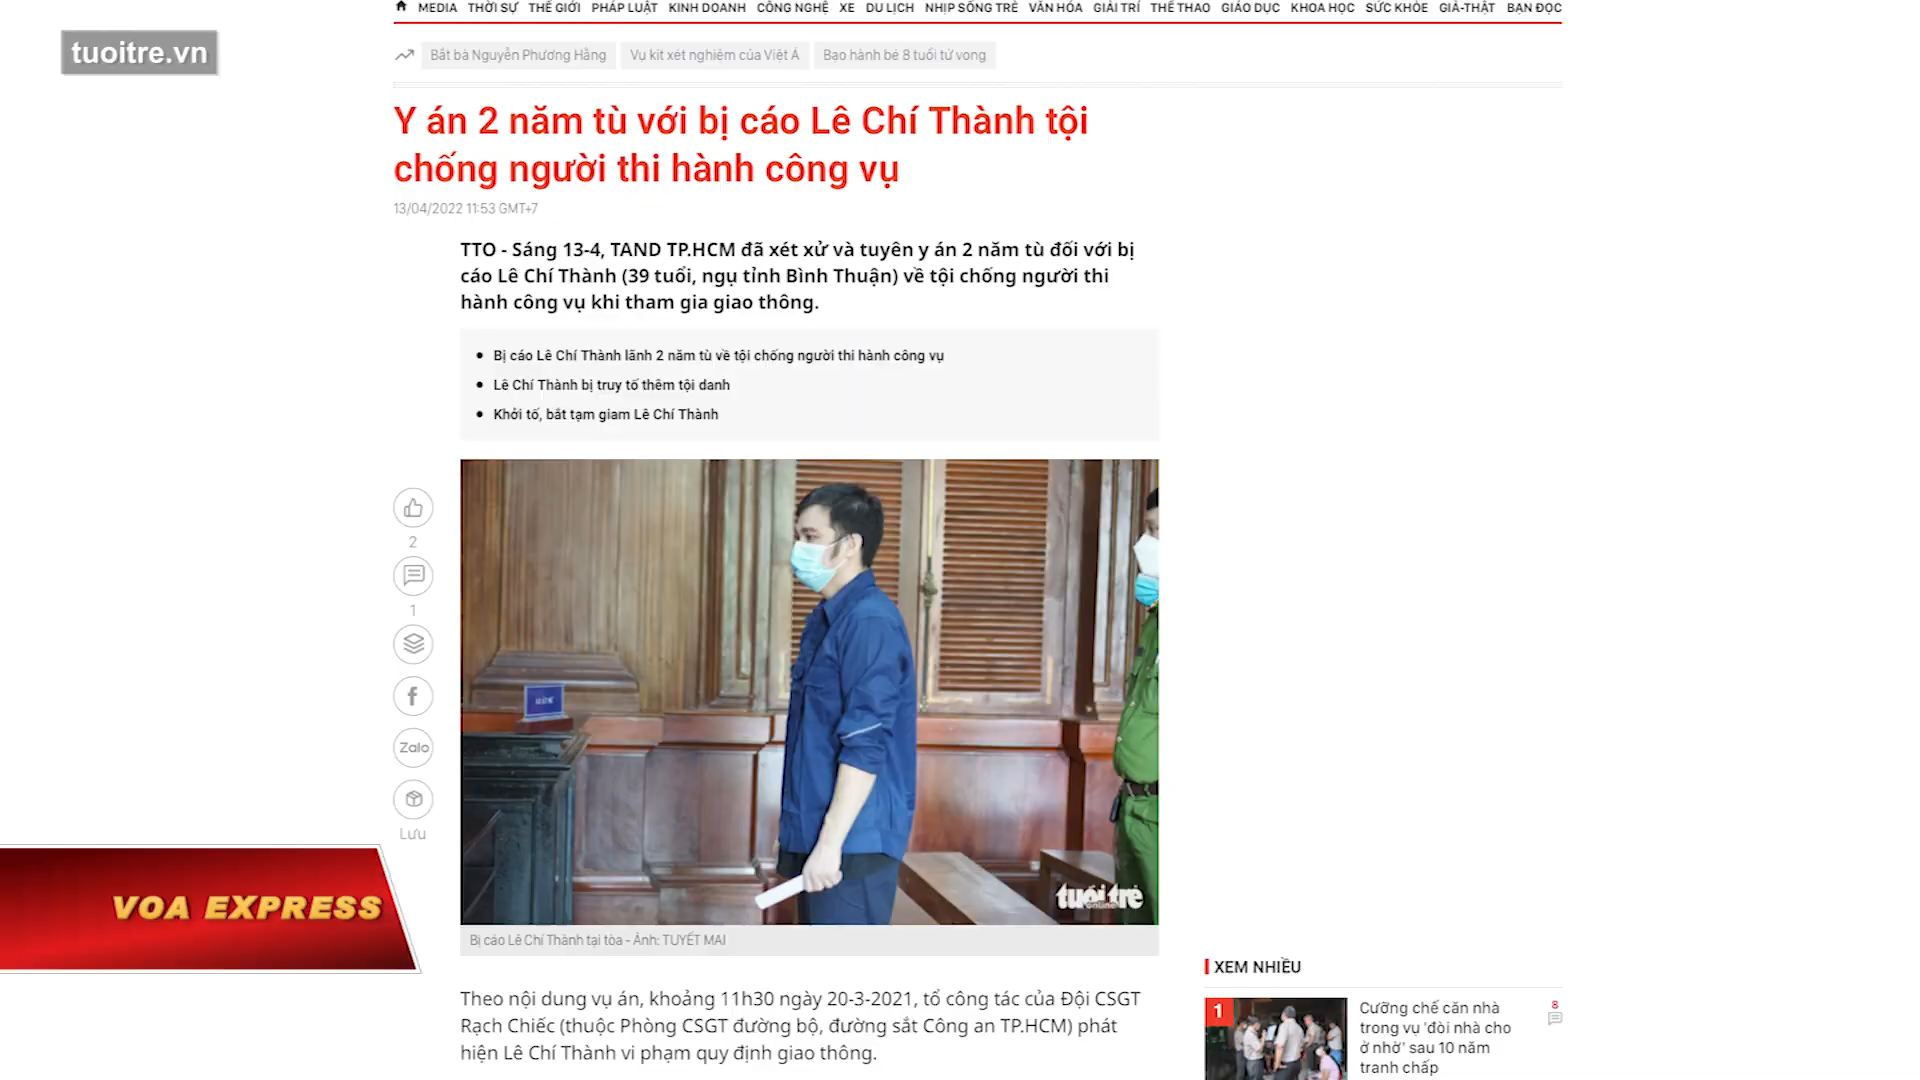 MEDIA THỜI SỰ THẾ GIỚI PHÁP LUẬT KINH DOANH CÔNG NGHỆ XE DU LỊCH NHỊP SỐNG TRẺ VĂN HÓA GIẢI TRÍ THỂ THAO GIÁO DỤC KHOA HỌC SỨC KHỎE GIẢ-THẬT BẠN ĐỌC
tuoitre.vn
Bắt bà Nguyễn Phương Hằng Vụ kit xét nghiệm của Việt Á Bạo hành bé 8 tuổi tử vong
Y án 2 năm tù với bị cáo Lê Chí Thành tội
chống người thi hành công vụ
13/04/2022 11:53 GMT+7
TTO - Sáng 13-4, TAND TP.HCM đã xét xử và tuyên y án 2 năm tù đối với bị
cáo Lê Chí Thành (39 tuổi, ngụ tỉnh Bình Thuận) về tội chống người thi
hành công vụ khi tham gia giao thông.
Bị cáo Lê Chí Thành lãnh 2 năm tù về tội chống người thi hành công vụ
Lê Chí Thành bị truy tố thêm tội danh
Khởi tố, bắt tạm giam Lê Chí Thành
2
1
Zalo
Lưu
tuổi trẻ
online
VOA EXPRESS
Bị cáo Lê Chí Thành tại tòa - Ảnh: TUYẾT MAI
Theo nội dung vụ án, khoảng 11h30 ngày 20-3-2021, tổ công tác của Đội CSGT
Rạch Chiếc (thuộc Phòng CSGT đường bộ, đường sắt Công an TP.HCM) phát
hiện Lê Chí Thành vi phạm quy định giao thông.
XEM NHIỀU
1
Cưỡng chế căn nhà
trong vụ 'đòi nhà cho
ở nhờ' sau 10 năm
tranh chấp
8